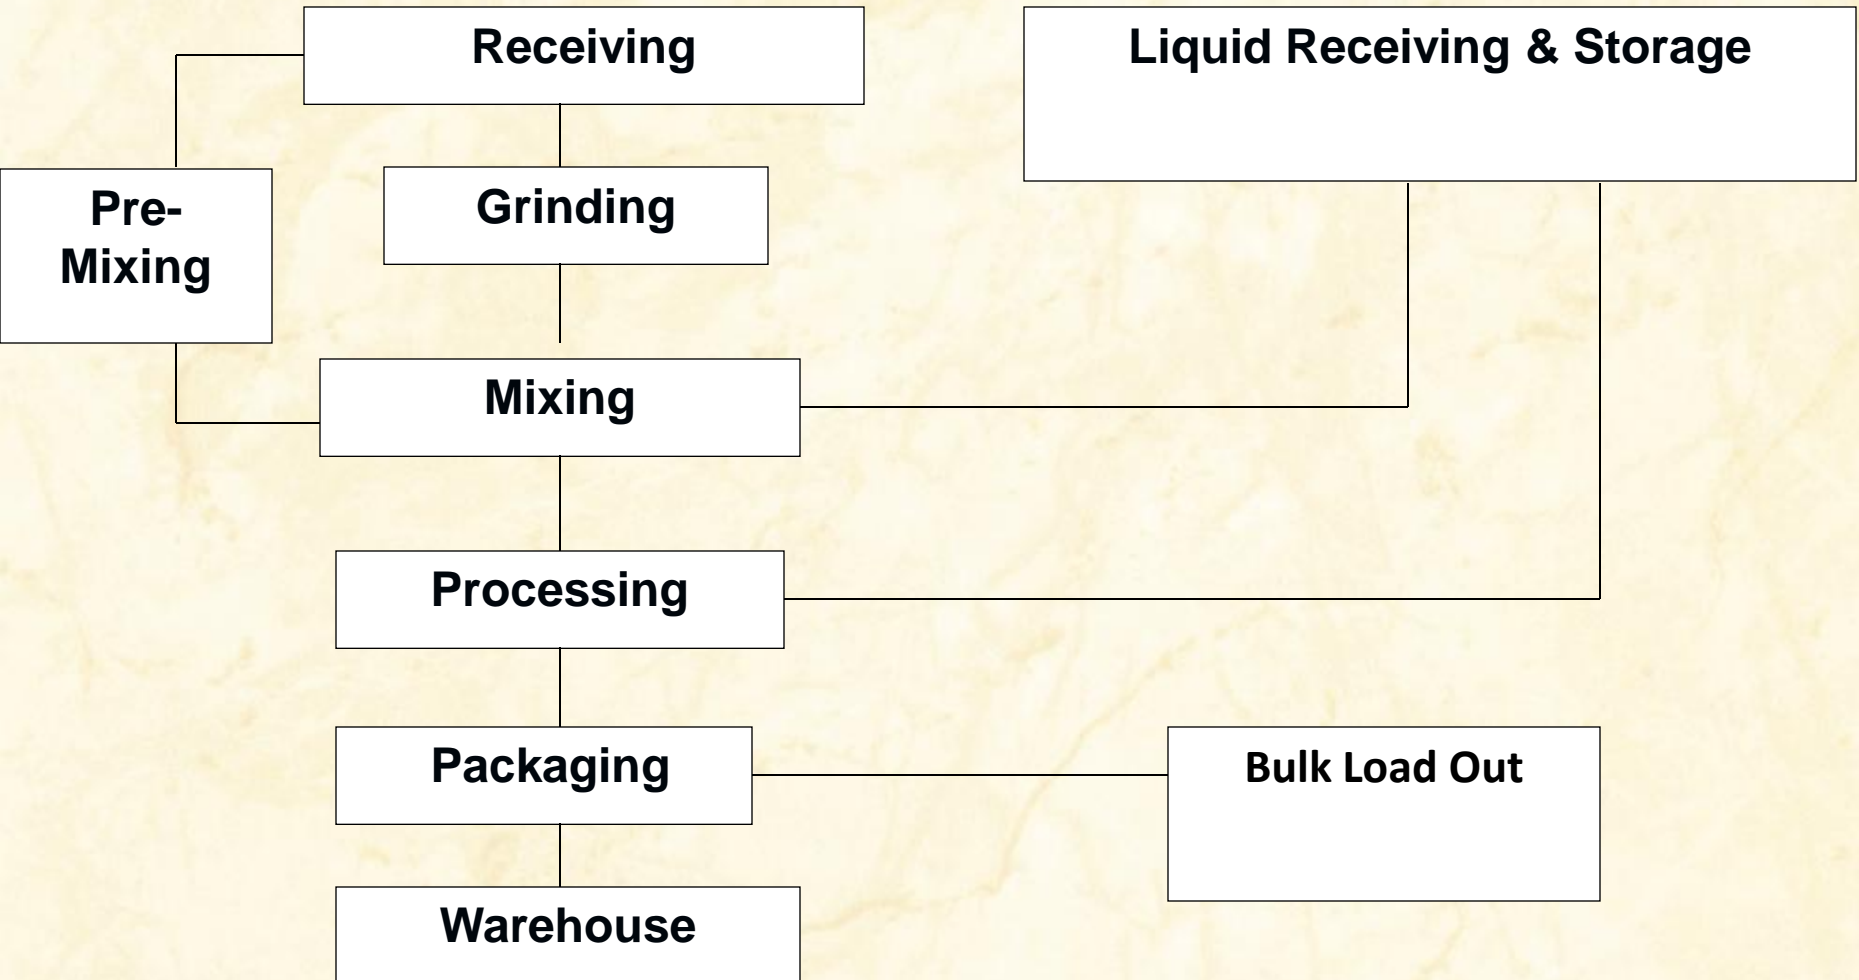 Receiving
Liquid Receiving & Storage
Pre-
Mixing
Grinding
Mixing
Processing
Packaging
Bulk Load Out
Warehouse